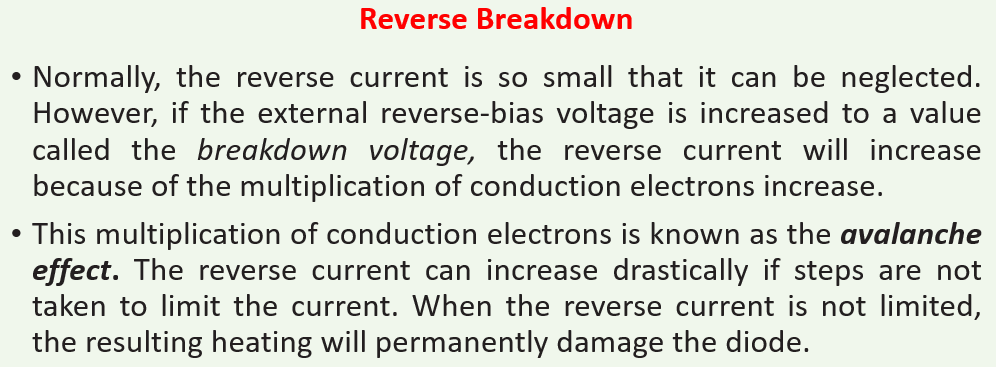 Reverse Breakdown
• Normally, the reverse current is so small that it can be neglected.
However, if the external reverse-bias voltage is increased to a value
called the breakdown voltage, the reverse current will increase
because of the multiplication of conduction electrons increase.
• This multiplication of conduction electrons is known as the avalanche
effect. The reverse current can increase drastically if steps are not
taken to limit the current. When the reverse current is not limited,
the resulting heating will permanently damage the diode.